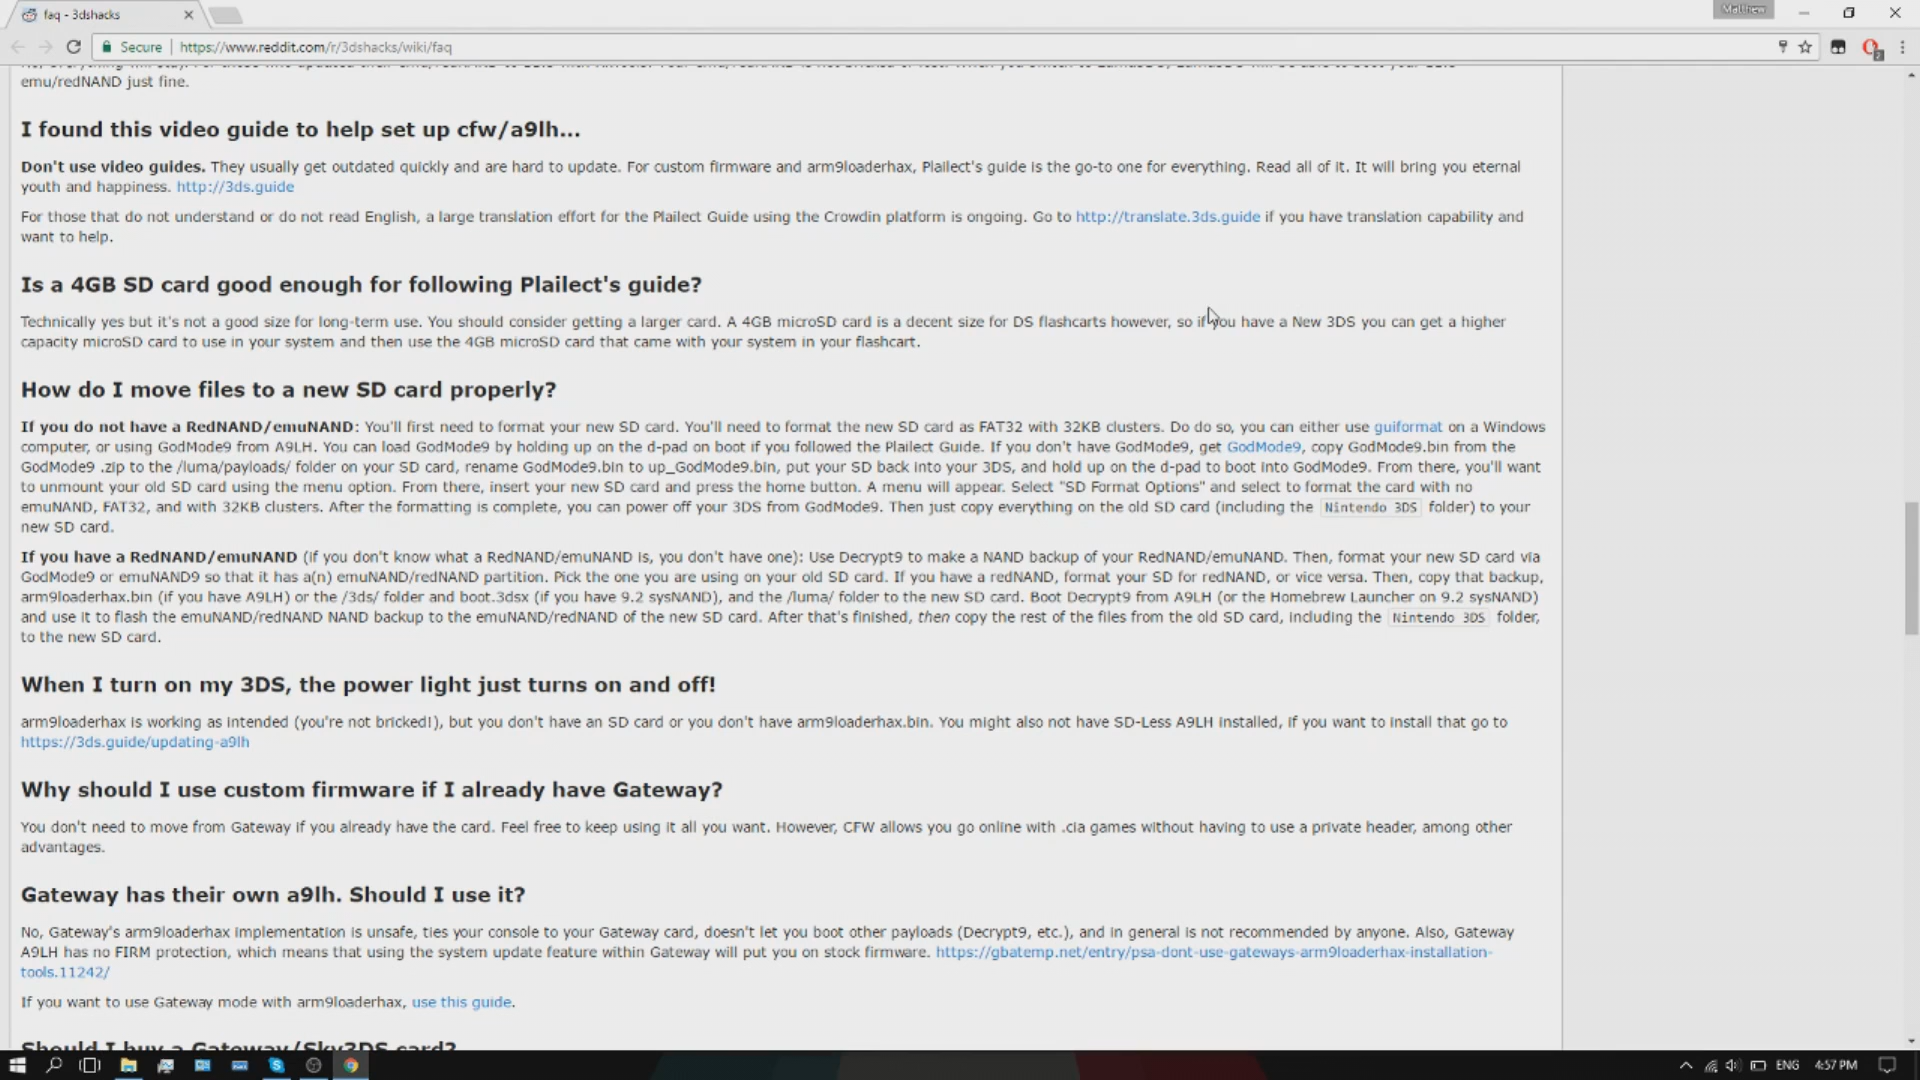 faq - 3dshacks
Matthew
Secure | https://www.reddit.com/r/3dshacks/wiki/faq
emu/redNAND just fine.
I found this video guide to help set up cfw/a9lh...
Don't use video guides. They usually get outdated quickly and are hard to update. For custom firmware and arm9loaderhax, Plailect's guide is the go-to one for everything. Read all of it. It will bring you eternal
youth and happiness. http://3ds.guide
For those that do not understand or do not read English, a large translation effort for the Plailect Guide using the Crowdin platform is ongoing. Go to http://translate.3ds.guide if you have translation capability and
want to help.
Is a 4GB SD card good enough for following Plailect's guide?
Technically yes but it's not a good size for long-term use. You should consider getting a larger card. A 4GB microSD card is a decent size for DS flashcarts however, so if you have a New 3DS you can get a higher
capacity microSD card to use in your system and then use the 4GB microSD card that came with your system in your flashcart.
How do I move files to a new SD card properly?
If you do not have a RedNAND/emuNAND: You'll first need to format your new SD card. You'll need to format the new SD card as FAT32 with 32KB clusters. Do do so, you can either use guiformat on a Windows
computer, or using GodMode9 from A9LH. You can load GodMode9 by holding up on the d-pad on boot if you followed the Plailect Guide. If you don't have GodMode9, get GodMode9, copy GodMode9.bin from the
GodMode9 .zip to the /luma/payloads/ folder on your SD card, rename GodMode9.bin to up_GodMode9.bin, put your SD back into your 3DS, and hold up on the d-pad to boot into GodMode9. From there, you'll want
to unmount your old SD card using the menu option. From there, insert your new SD card and press the home button. A menu will appear. Select "SD Format Options" and select to format the card with no
emuNAND, FAT32, and with 32KB clusters. After the formatting is complete, you can power off your 3DS from GodMode9. Then just copy everything on the old SD card (including the Nintendo 3DS folder) to your
new SD card.
If you have a RedNAND/emuNAND (if you don't know what a RedNAND/emuNAND is, you don't have one): Use Decrypt9 to make a NAND backup of your RedNAND/emuNAND. Then, format your new SD card via
GodMode9 or emuNAND9 so that it has a(n) emuNAND/redNAND partition. Pick the one you are using on your old SD card. If you have a redNAND, format your SD for redNAND, or vice versa. Then, copy that backup,
arm9loaderhax.bin (if you have A9LH) or the /3ds/ folder and boot.3dsx (if you have 9.2 sysNAND), and the /luma/ folder to the new SD card. Boot Decrypt9 from A9LH (or the Homebrew Launcher on 9.2 sysNAND)
and use it to flash the emuNAND/redNAND NAND backup to the emuNAND/redNAND of the new SD card. After that's finished, then copy the rest of the files from the old SD card, including the Nintendo 3DS folder,
to the new SD card.
When I turn on my 3DS, the power light just turns on and off!
arm9loaderhax is working as intended (you're not bricked!), but you don't have an SD card or you don't have arm9loaderhax.bin. You might also not have SD-Less A9LH installed, if you want to install that go to
https://3ds.guide/updating-a9lh
Why should I use custom firmware if I already have Gateway?
You don't need to move from Gateway if you already have the card. Feel free to keep using it all you want. However, CFW allows you go online with .cia games without having to use a private header, among other
advantages.
Gateway has their own a9lh. Should I use it?
No, Gateway's arm9loaderhax implementation is unsafe, ties your console to your Gateway card, doesn't let you boot other payloads (Decrypt9, etc.), and in general is not recommended by anyone. Also, Gateway
A9LH has no FIRM protection, which means that using the system update feature within Gateway will put you on stock firmware. https://gbatemp.net/entry/psa-dont-use-gateways-arm9loaderhax-installation-
tools.11242/
If you want to use Gateway mode with arm9loaderhax, use this guide.
Should I buy a Gateway/Sky3DS card?
ENG 4:57 PM